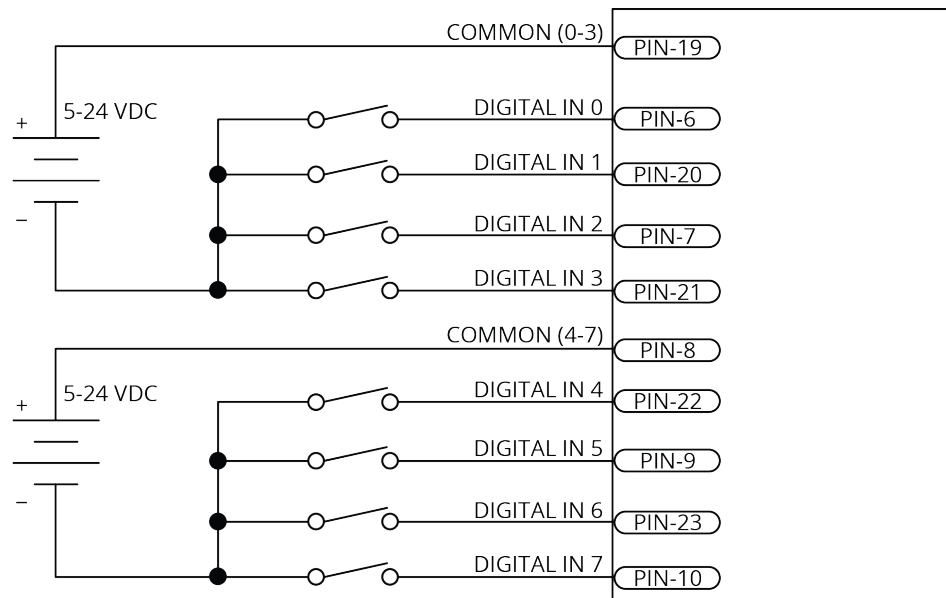 COMMON (0-3)
PIN-19
5-24 VDC
+
−
DIGITAL IN 0
PIN-6
DIGITAL IN 1
PIN-20
DIGITAL IN 2
PIN-7
DIGITAL IN 3
PIN-21
COMMON (4-7)
PIN-8
5-24 VDC
+
−
DIGITAL IN 4
PIN-22
DIGITAL IN 5
PIN-9
DIGITAL IN 6
PIN-23
DIGITAL IN 7
PIN-10